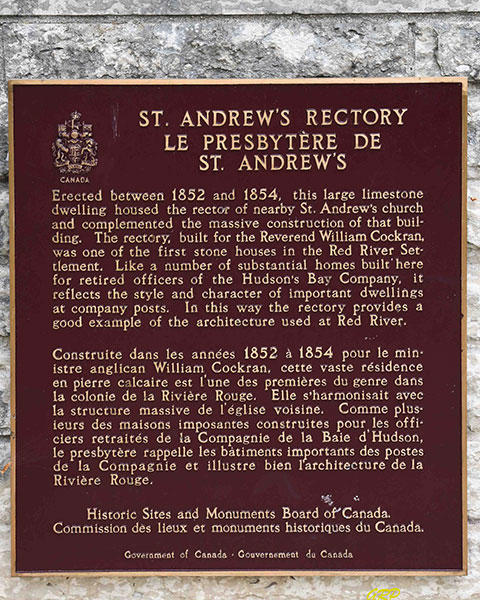 ST. ANDREW'S RECTORY
LE PRESBYTÈRE DE
ST. ANDREW'S
CANADA
Erected between 1852 and 1854, this large limestone
dwelling housed the rector of nearby St. Andrew's church
and complemented the massive construction of that buil-
ding. The rectory, built for the Reverend William Cockran,
was one of the first stone houses in the Red River Set-
tlement. Like a number of substantial homes built here
for retired officers of the Hudson's Bay Company, it
reflects the style and character of important dwellings
at company posts. In this way the rectory provides a
good example of the architecture used at Red River.
Construite dans les années 1852 à 1854 pour le min-
istre anglican William Cockran, cette vaste résidence
en pierre calcaire est l'une des premières du genre dans
la colonie de la Rivière Rouge. Elle s'harmonisait avec
la structure massive de l'église voisine. Comme plus-
ieurs des maisons imposantes construites pour les offi-
ciers retraités de la Compagnie de la Baie d'Hudson,
le presbytère rappelle les bâtiments importants des postes
de la Compagnie et illustre bien l'architecture de la
Rivière Rouge.
Historic Sites and Monuments Board of Canada.
Commission des lieux et monuments historiques du Canada.
Government of Canada · Gouvernement du Canada